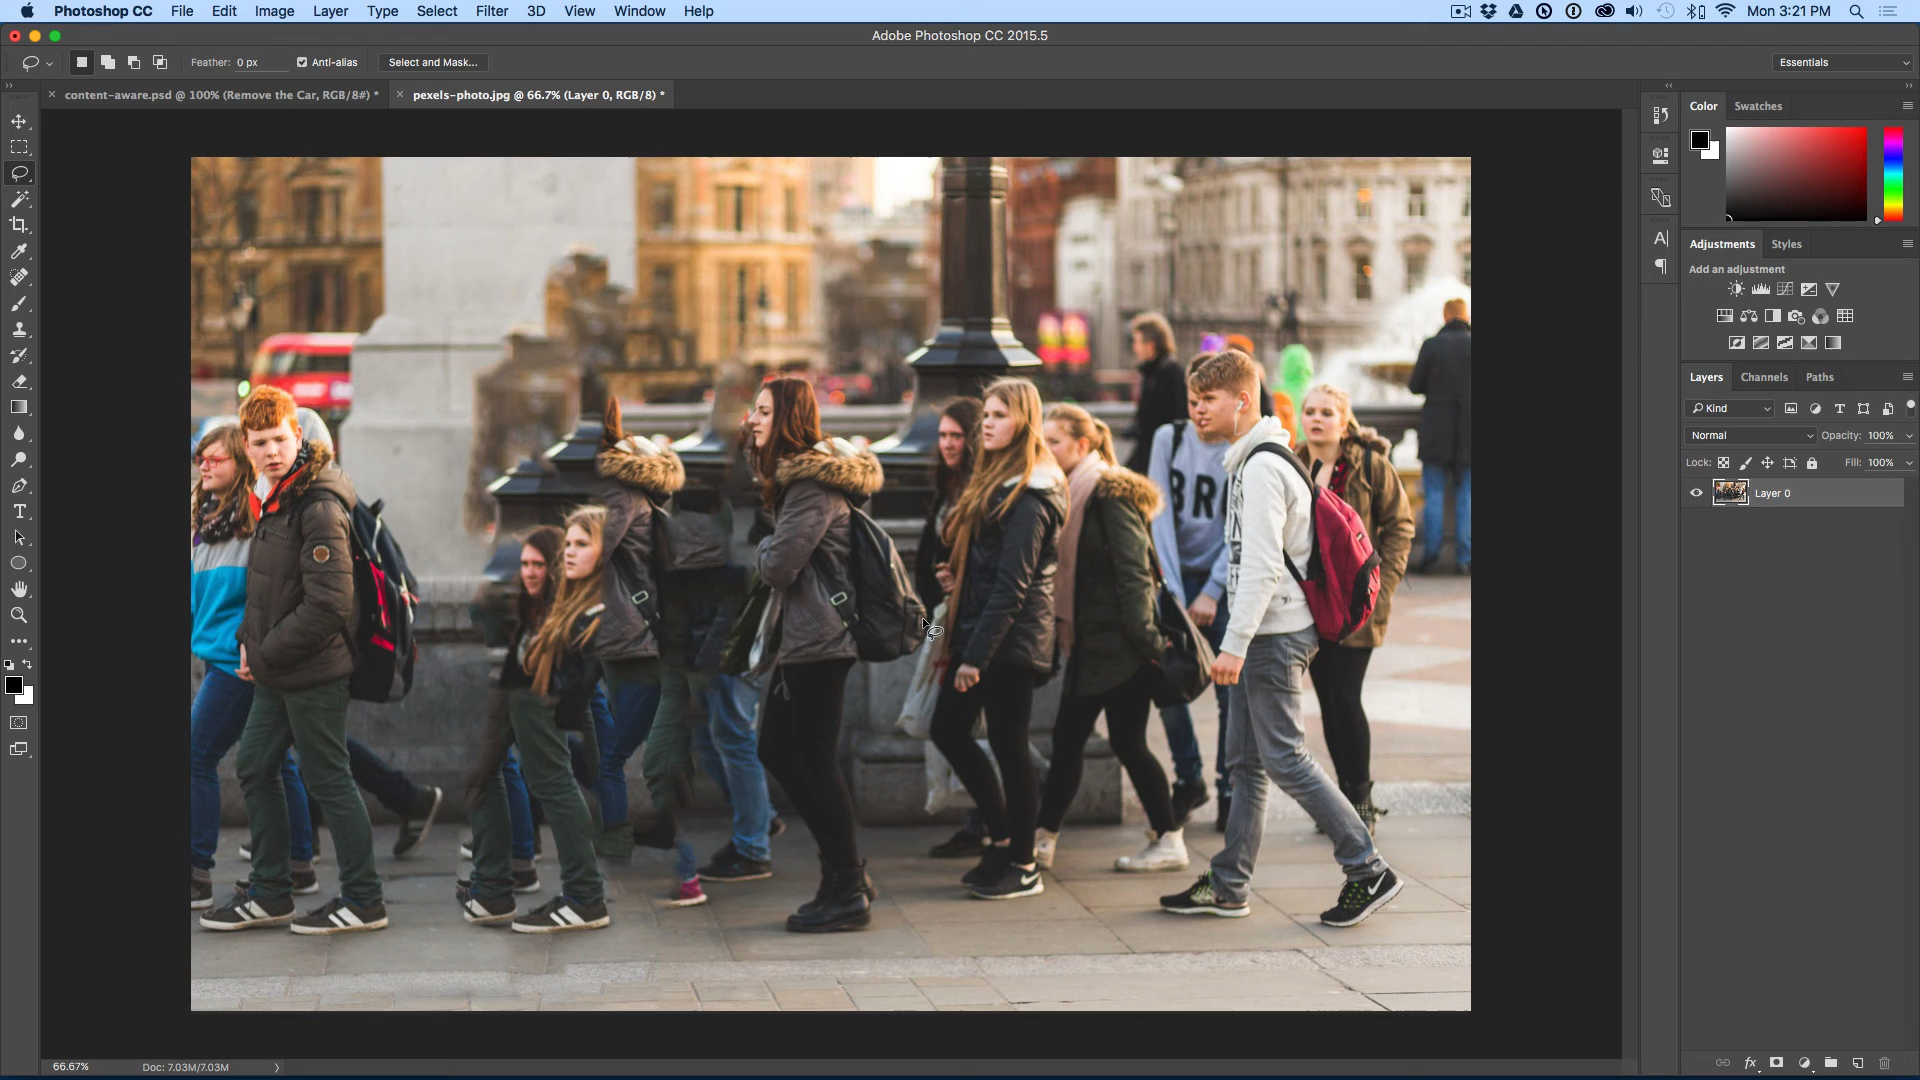 Photoshop CC File Edit Image Layer Type Select Filter 3D View Window Help
Mon 3:21 PM
Adobe Photoshop CC 2015.5
Feather: 0 px Anti-alias Select and Mask... Essentials
content-aware.psd @ 100% (Remove the Car, RGB/8#) *
pexels-photo.jpg @ 66.7% (Layer 0, RGB/8) *
Color Swatches
Adjustments Styles
Add an adjustment
Layers Channels Paths
Kind
Normal Opacity: 100%
Lock: Fill: 100%
Layer 0
BR
66.67% Doc: 7.03M/7.03M